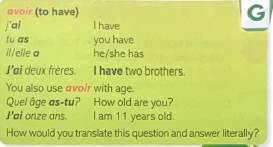 avoir (to have)
G
j'ai I have
tu as you have
il/elle a he/she has
J'ai deux frères. I have two brothers.
You also use avoir with age.
Quel âge as-tu? How old are you?
J'ai onze ans. I am 11 years old.
How would you translate this question and answer literally?